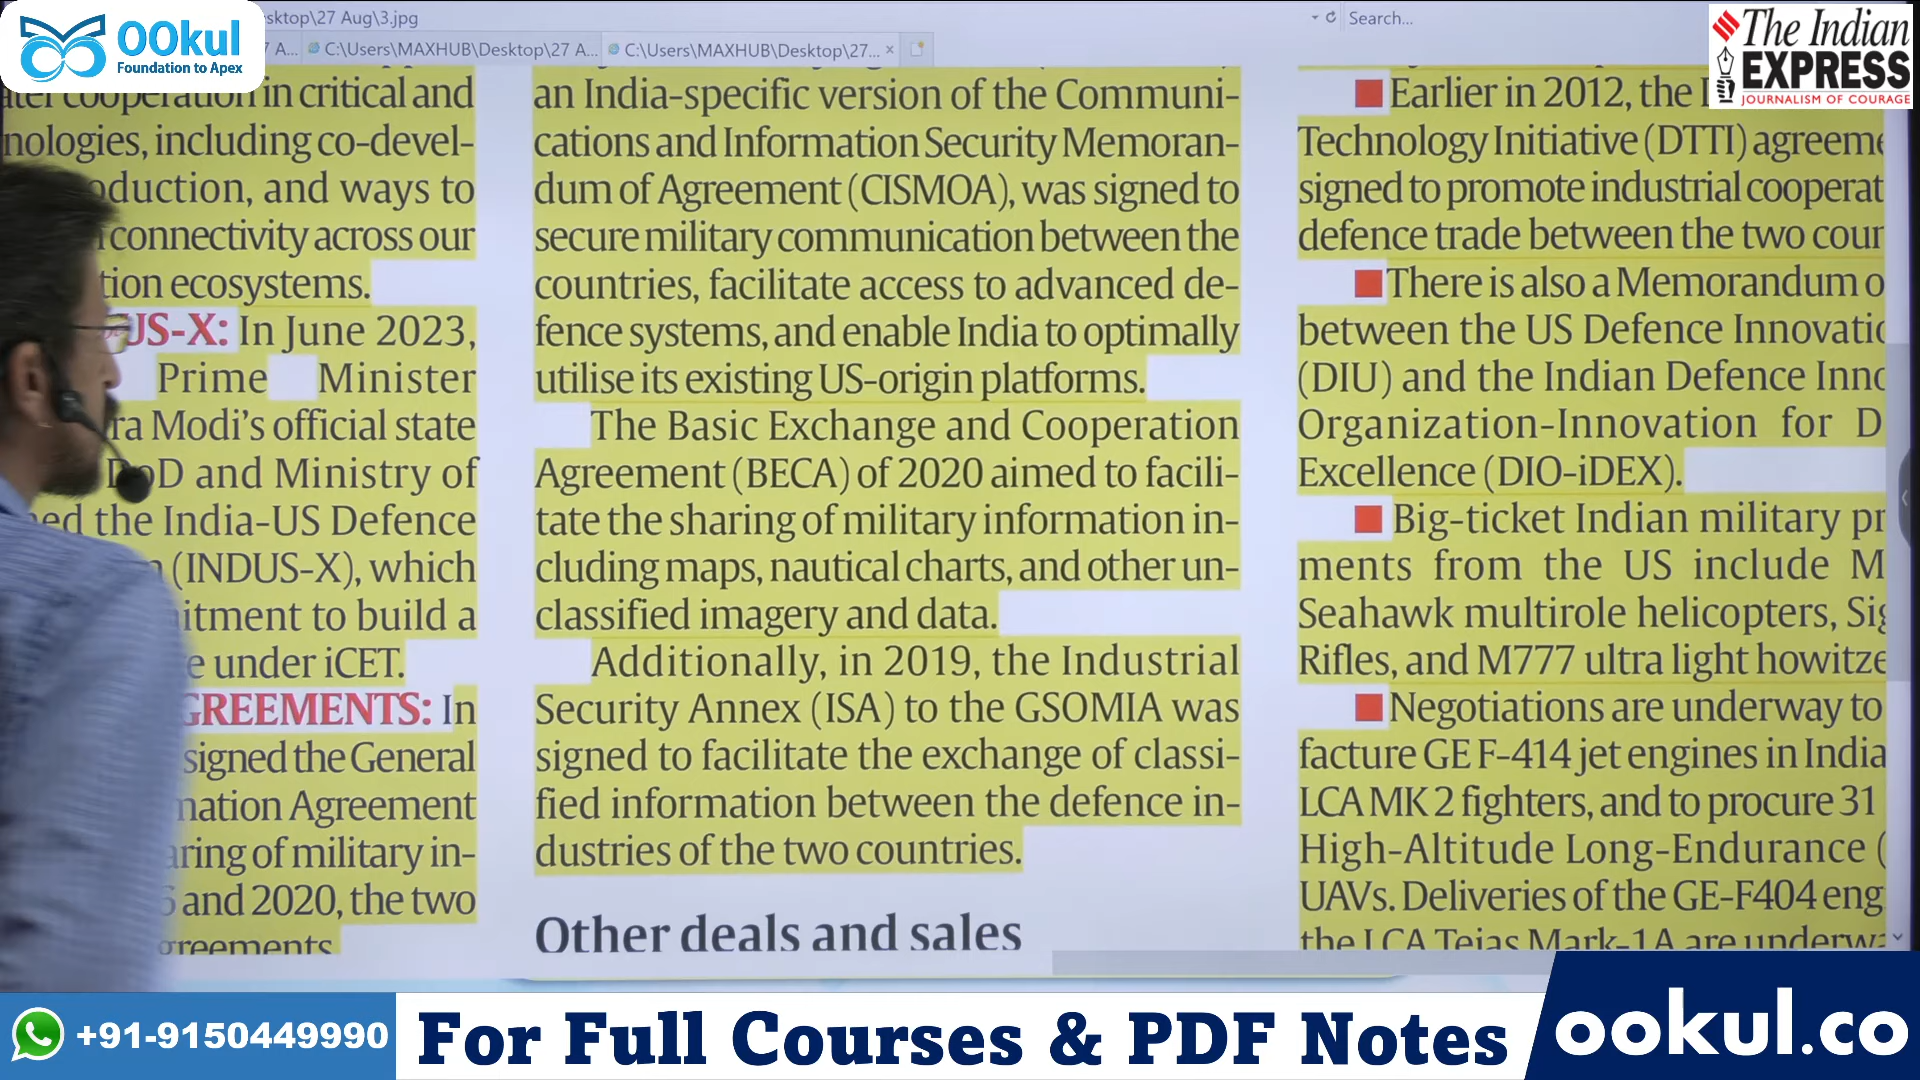 OOkul
Foundation to Apex
sktop\27 Aug\3.jpg
Search...
7 A...
C:\Users\MAXHUB\Desktop\27 A...
C:\Users\MAXHUB\Desktop\27... ×
The Indian
EXPRESS
JOURNALISM OF COURAGE
cooperation in critical and
nologies, including co-devel-
oduction, and ways to
connectivity across our
tion ecosystems.
US-X: In June 2023,
Prime Minister
ra Modi's official state
DoD and Ministry of
ed the India-US Defence
(INDUS-X), which
itment to build a
e under iCET.
GREEMENTS: In
signed the General
mation Agreement
aring of military in-
6 and 2020, the two
greements
an India-specific version of the Communi-
cations and Information Security Memoran-
dum of Agreement (CISMOA), was signed to
secure military communication between the
countries, facilitate access to advanced de-
fence systems, and enable India to optimally
utilise its existing US-origin platforms.
The Basic Exchange and Cooperation
Agreement (BECA) of 2020 aimed to facili-
tate the sharing of military information in-
cluding maps, nautical charts, and other un-
classified imagery and data.
Additionally, in 2019, the Industrial
Security Annex (ISA) to the GSOMIA was
signed to facilitate the exchange of classi-
fied information between the defence in-
dustries of the two countries.
Other deals and sales
Earlier in 2012, the
Technology Initiative (DTTI) agreeme
signed to promote industrial cooperat
defence trade between the two cour
There is also a Memorandum o
between the US Defence Innovatio
(DIU) and the Indian Defence Inno
Organization-Innovation for D
Excellence (DIO-iDEX).
Big-ticket Indian military pr
ments from the US include M
Seahawk multirole helicopters, Sig
Rifles, and M777 ultra light howitze
Negotiations are underway to
facture GE F-414 jet engines in India
LCA MK 2 fighters, and to procure 31
High-Altitude Long-Endurance (
UAVs. Deliveries of the GE-F404 eng
the LCA Tejas Mark-1A are underwa
+91-9150449990
For Full Courses & PDF Notes
ookul.co